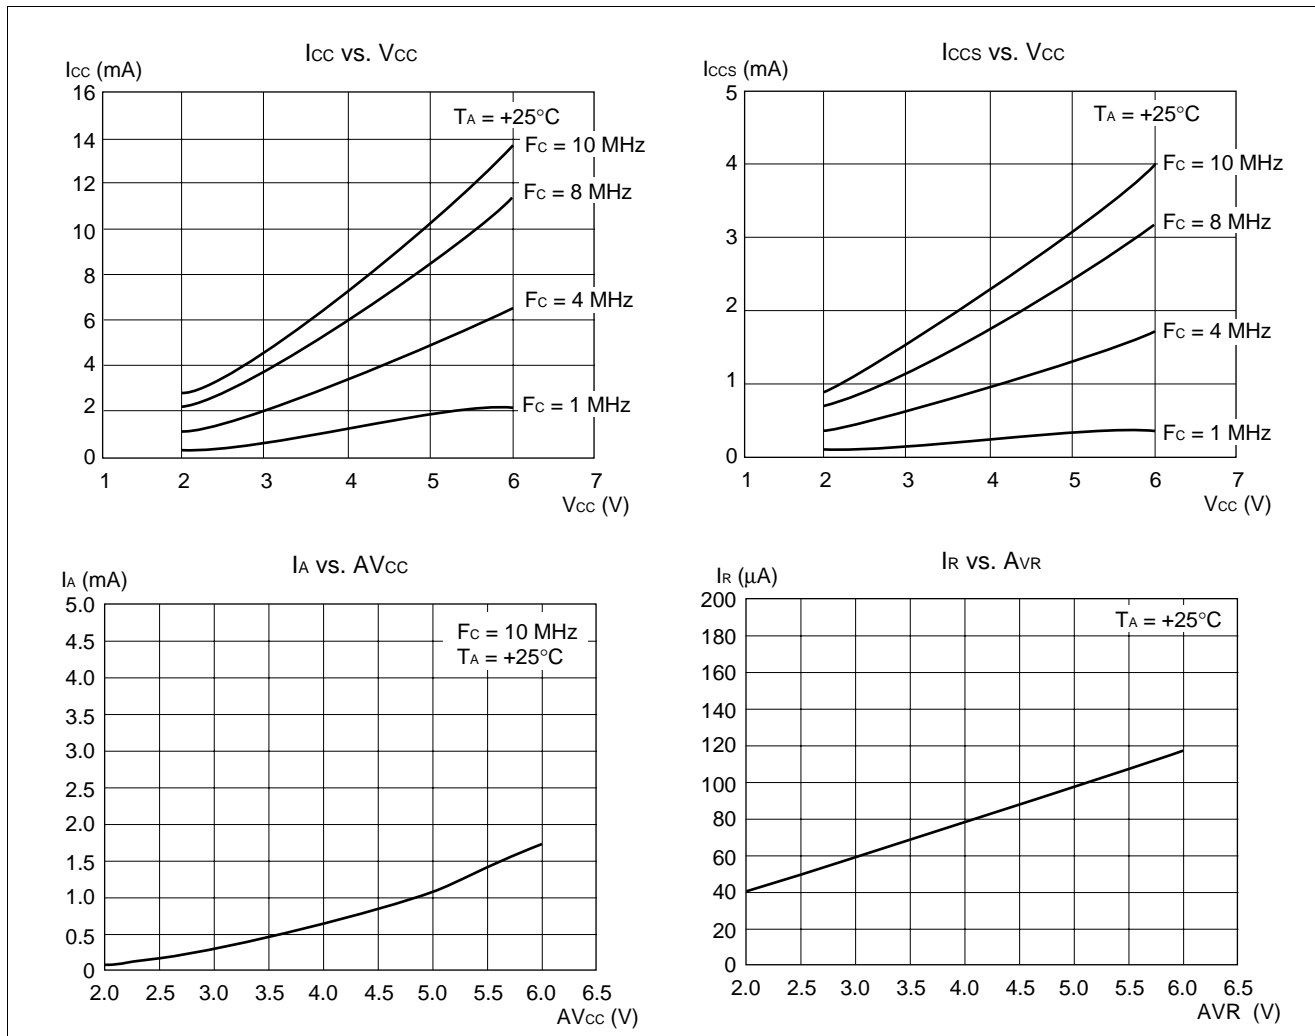 ICC vs. VCC
ICC (mA)
16
14
12
10
8
6
4
2
0
TA = +25°C
FC = 10 MHz
FC = 8 MHz
FC = 4 MHz
FC = 1 MHz
1 2 3 4 5 6 7
VCC (V)
ICCS vs. VCC
ICCS (mA)
5
4
3
2
1
0
TA = +25°C
FC = 10 MHz
FC = 8 MHz
FC = 4 MHz
FC = 1 MHz
1 2 3 4 5 6 7
VCC (V)
IA vs. AVCC
IA (mA)
5.0
4.5
4.0
3.5
3.0
2.5
2.0
1.5
1.0
0.5
0
FC = 10 MHz
TA = +25°C
2.0 2.5 3.0 3.5 4.0 4.5 5.0 5.5 6.0 6.5
AVCC (V)
IR vs. AVR
IR (μA)
200
180
160
140
120
100
80
60
40
20
0
TA = +25°C
2.0 2.5 3.0 3.5 4.0 4.5 5.0 5.5 6.0 6.5
AVR (V)